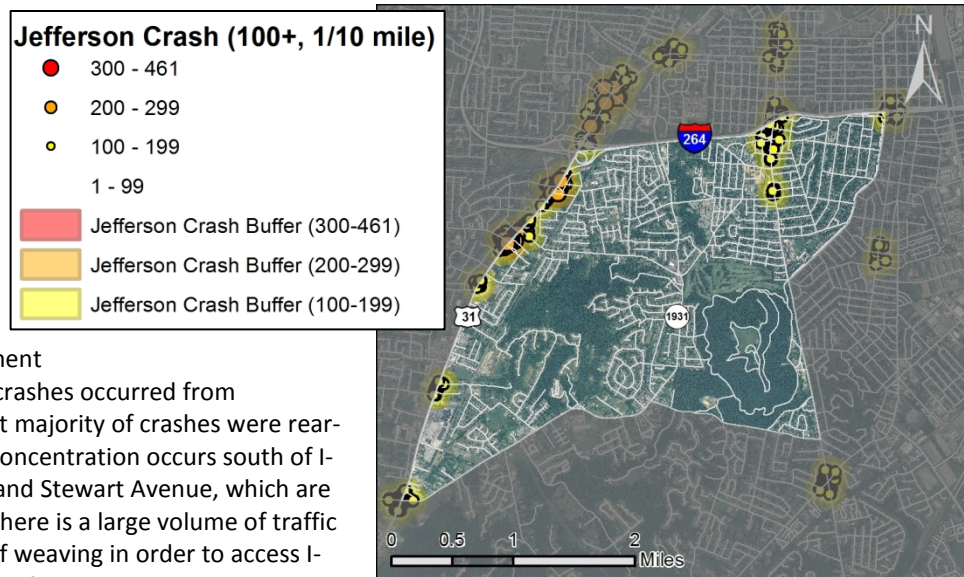 Jefferson Crash (100+, 1/10 mile)
300 - 461
200 - 299
100 - 199
1 - 99
Jefferson Crash Buffer (300-461)
Jefferson Crash Buffer (200-299)
Jefferson Crash Buffer (100-199)
N
264
31
1931
0 0.5 1 2
Miles
crashes occurred from
majority of crashes were rear-
occurs south of I-
and Stewart Avenue, which are
there is a large volume of traffic
weaving in order to access I-